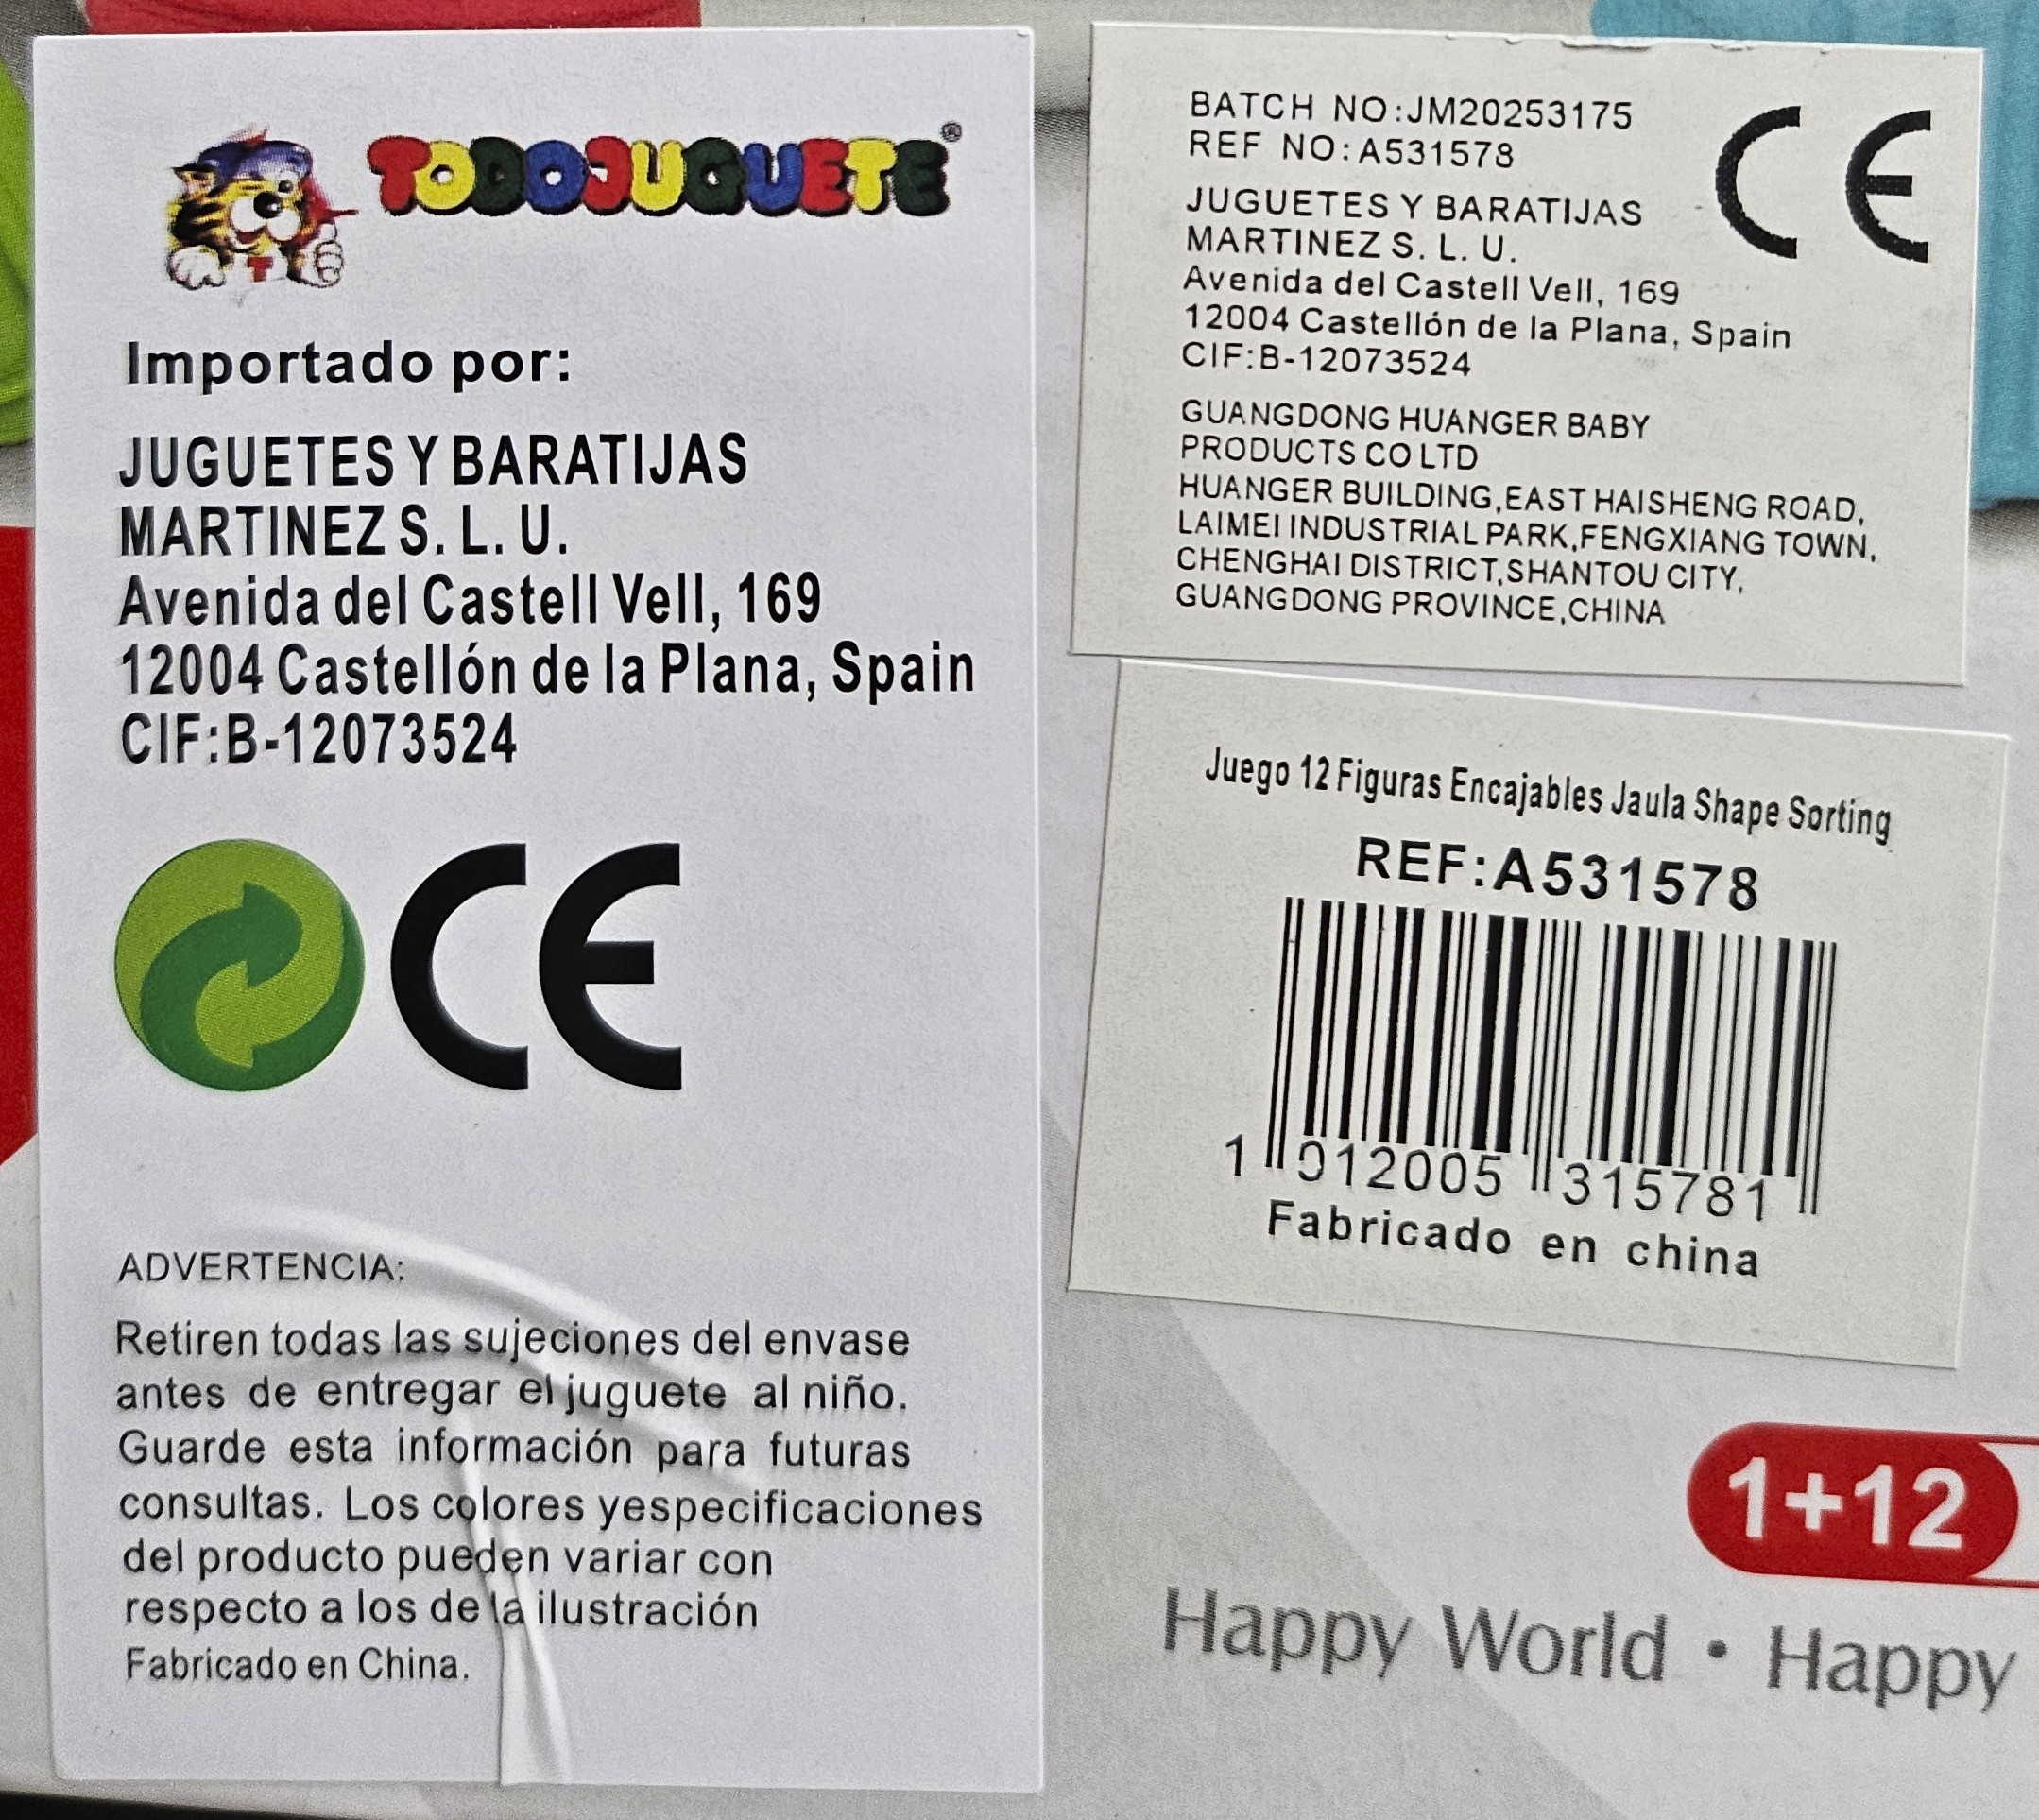 TODOJUGUETE®
Importado por:
JUGUETES Y BARATIJAS
MARTINEZ S. L. U.
Avenida del Castell Vell, 169
12004 Castellón de la Plana, Spain
CIF:B-12073524
CE
ADVERTENCIA:
Retiren todas las sujeciones del envase
antes de entregar el juguete al niño.
Guarde esta información para futuras
consultas. Los colores yespecificaciones
del producto pueden variar con
respecto a los de la ilustración
Fabricado en China.
BATCH NO:JM20253175
REF NO:A531578
CE
JUGUETES Y BARATIJAS
MARTINEZ S. L. U.
Avenida del Castell Vell, 169
12004 Castellón de la Plana, Spain
CIF:B-12073524
GUANGDONG HUANGER BABY
PRODUCTS CO LTD
HUANGER BUILDING,EAST HAISHENG ROAD,
LAIMEI INDUSTRIAL PARK,FENGXIANG TOWN,
CHENGHAI DISTRICT,SHANTOU CITY,
GUANGDONG PROVINCE,CHINA
Juego 12 Figuras Encajables Jaula Shape Sorting
REF:A531578
1 012005 315781
Fabricado en china
1+12
Happy World • Happy